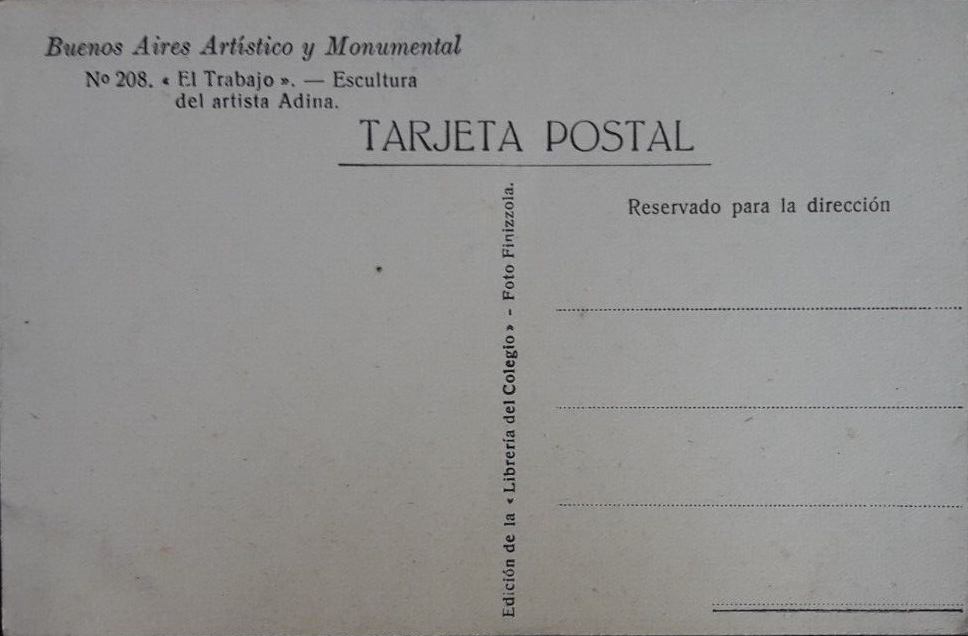 Buenos Aires Artístico y Monumental
Nº 208. « El Trabajo ». — Escultura
del artista Adina.
TARJETA POSTAL
Edición de la « Librería del Colegio » - Foto Finizzola.
Reservado para la dirección